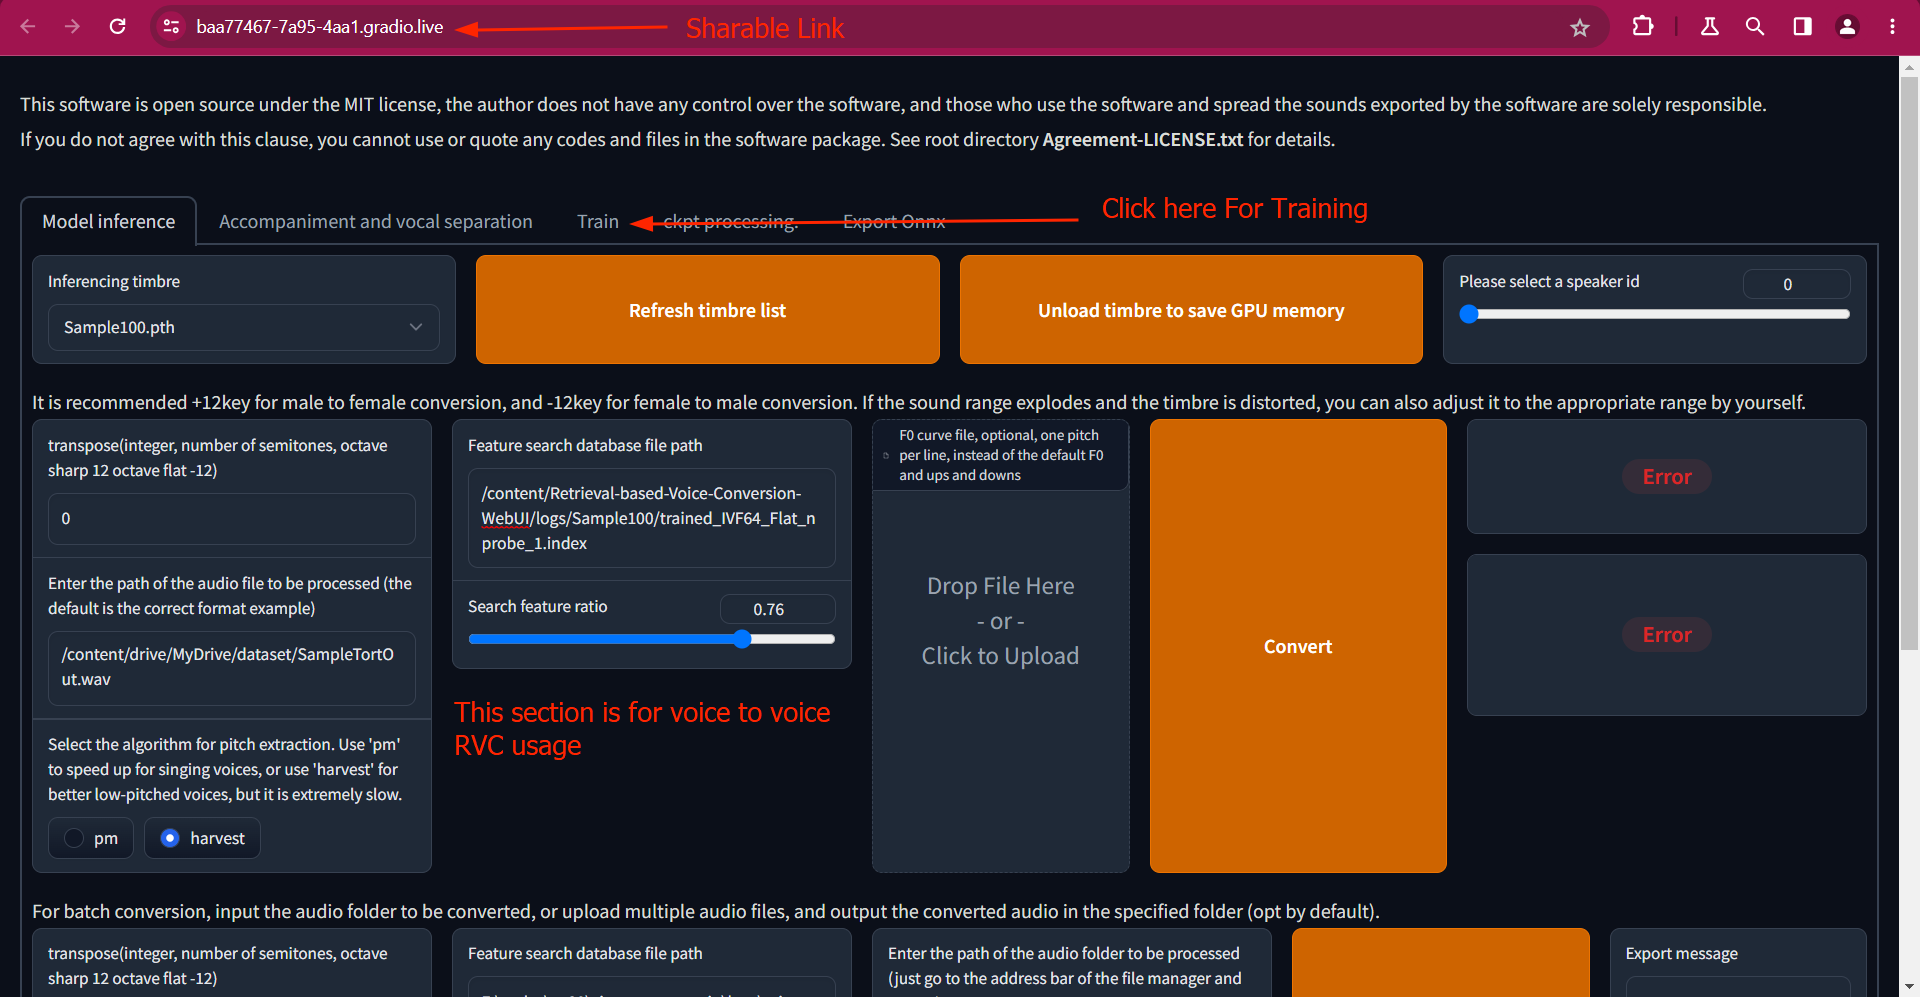 baa77467-7a95-4aa1.gradio.live
Sharable Link
This software is open source under the MIT license, the author does not have any control over the software, and those who use the software and spread the sounds exported by the software are solely responsible.
If you do not agree with this clause, you cannot use or quote any codes and files in the software package. See root directory Agreement-LICENSE.txt for details.
Model inference
Accompaniment and vocal separation
Train
ckpt processing.
Export Onnx
Click here For Training
Inferencing timbre
Sample100.pth
Refresh timbre list
Unload timbre to save GPU memory
Please select a speaker id
0
It is recommended +12key for male to female conversion, and -12key for female to male conversion. If the sound range explodes and the timbre is distorted, you can also adjust it to the appropriate range by yourself.
transpose(integer, number of semitones, octave
sharp 12 octave flat -12)
0
Enter the path of the audio file to be processed (the
default is the correct format example)
/content/drive/MyDrive/dataset/SampleTortO
ut.wav
Select the algorithm for pitch extraction. Use 'pm'
to speed up for singing voices, or use 'harvest' for
better low-pitched voices, but it is extremely slow.
pm
harvest
Feature search database file path
/content/Retrieval-based-Voice-Conversion-
WebUI/logs/Sample100/trained_IVF64_Flat_n
probe_1.index
Search feature ratio
0.76
This section is for voice to voice
RVC usage
F0 curve file, optional, one pitch
per line, instead of the default F0
and ups and downs
Drop File Here
- or -
Click to Upload
Convert
Error
Error
For batch conversion, input the audio folder to be converted, or upload multiple audio files, and output the converted audio in the specified folder (opt by default).
transpose(integer, number of semitones, octave
sharp 12 octave flat -12)
Feature search database file path
Enter the path of the audio folder to be processed
(just go to the address bar of the file manager and
Export message